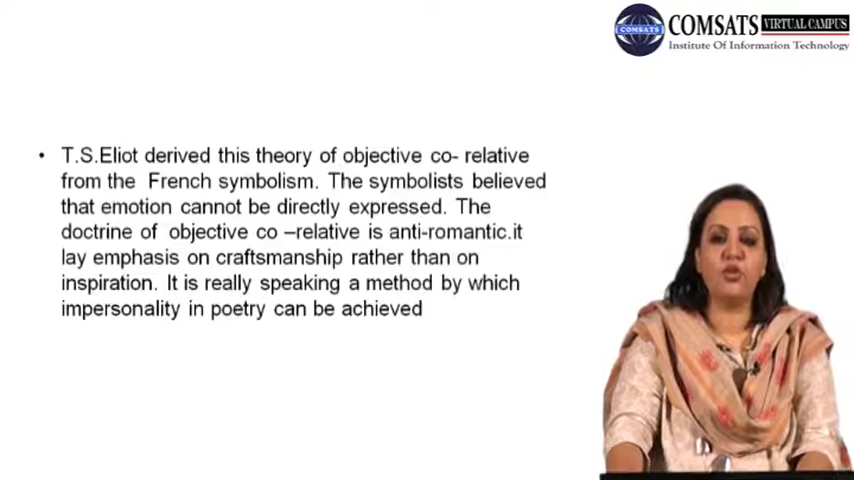 COMSATS
COMSATS VIRTUAL CAMPUS
Institute Of Information Technology
• T.S.Eliot derived this theory of objective co- relative
from the French symbolism. The symbolists believed
that emotion cannot be directly expressed. The
doctrine of objective co –relative is anti-romantic.it
lay emphasis on craftsmanship rather than on
inspiration. It is really speaking a method by which
impersonality in poetry can be achieved